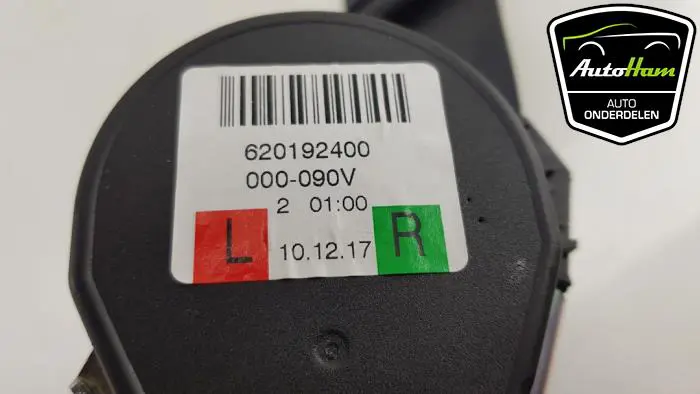 620192400
000-090V
2 01:00
L 10.12.17 R
AutoHam
AUTO
ONDERDELEN